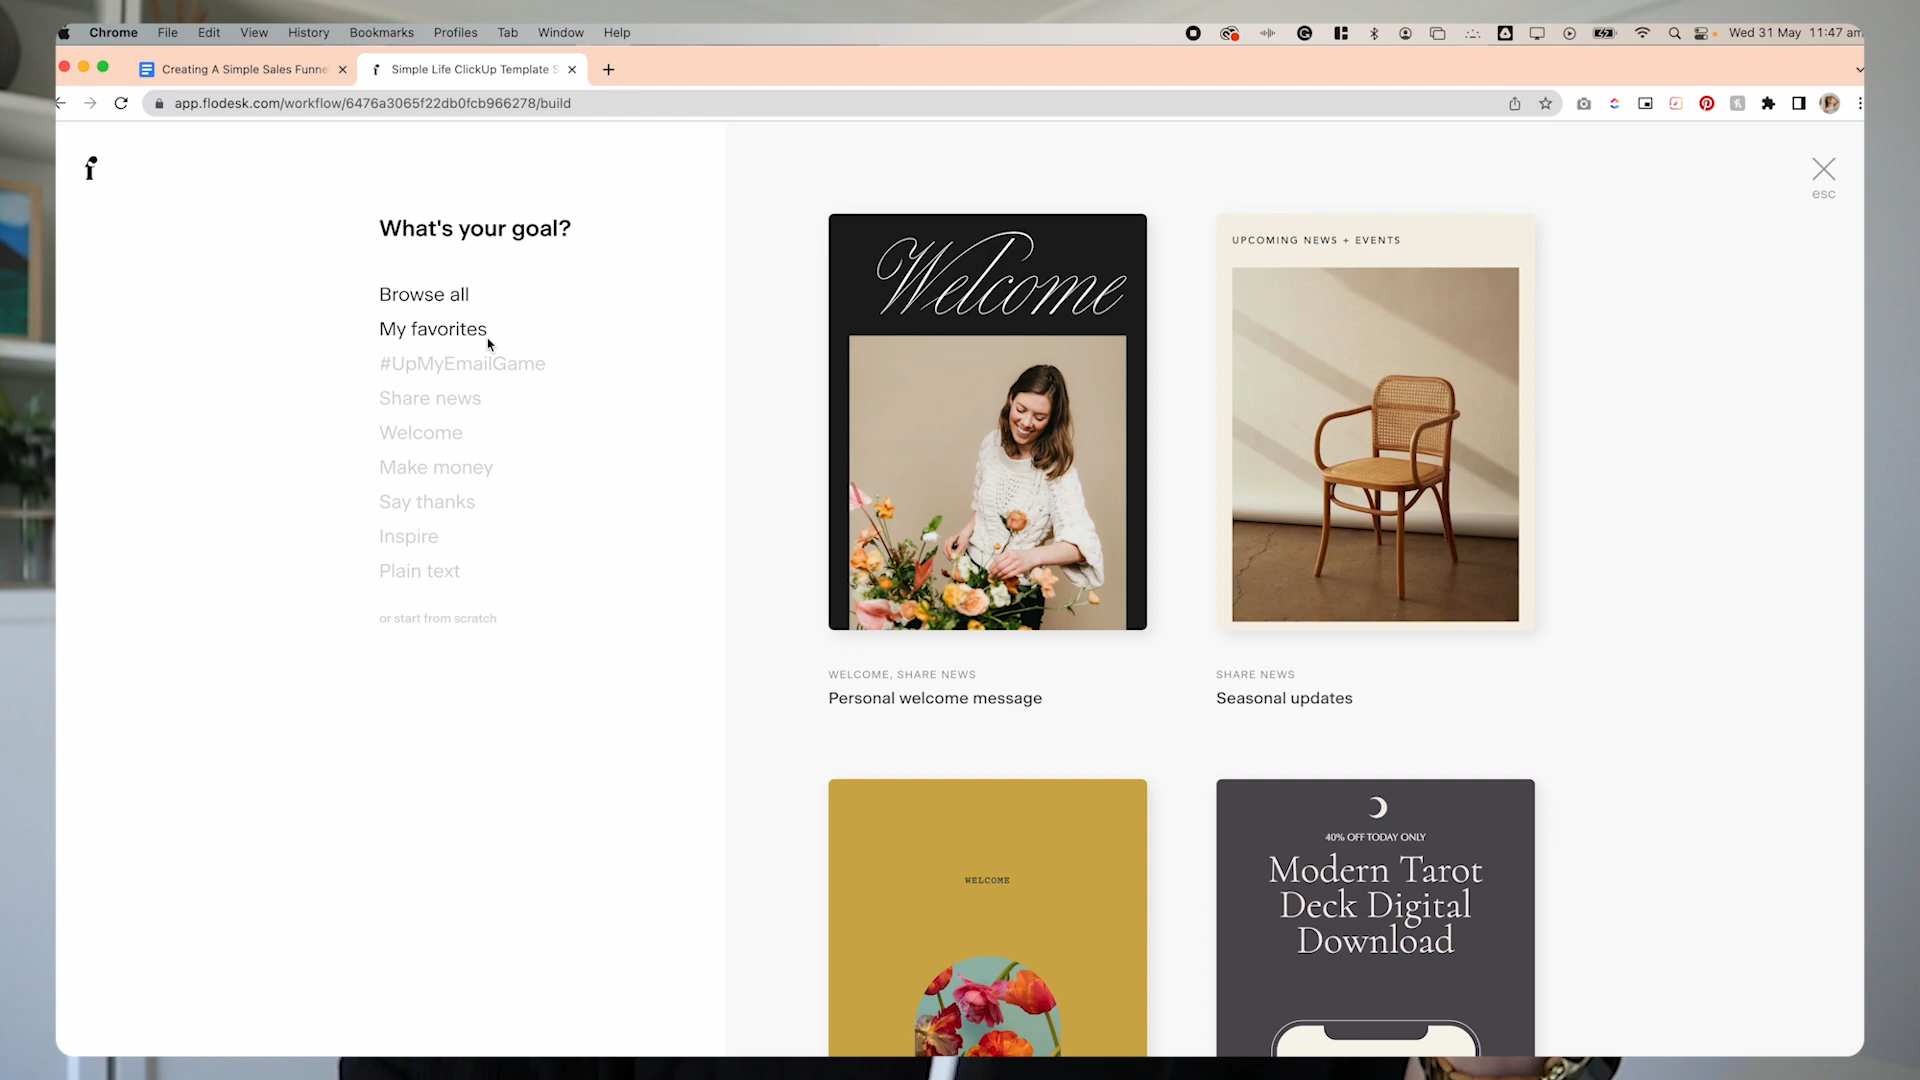 Chrome File Edit View History Bookmarks Profiles Tab Window Help
Wed 31 May 11:47 am
Creating A Simple Sales Funne
Simple Life ClickUp Template S
app.flodesk.com/workflow/6476a3065f22db0fcb966278/build
f
esc
What's your goal?
Browse all
My favorites
#UpMyEmailGame
Share news
Welcome
Make money
Say thanks
Inspire
Plain text
or start from scratch
Welcome
WELCOME, SHARE NEWS
Personal welcome message
UPCOMING NEWS + EVENTS
SHARE NEWS
Seasonal updates
WELCOME
40% OFF TODAY ONLY
Modern Tarot
Deck Digital
Download